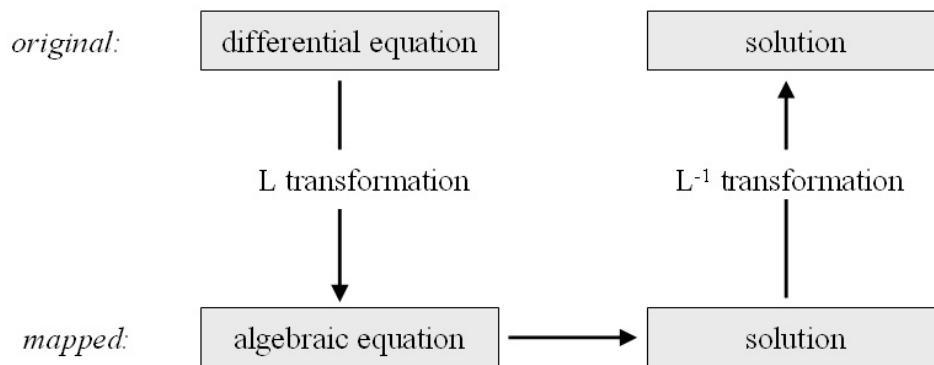 original: differential equation solution
L transformation L⁻¹ transformation
mapped: algebraic equation solution